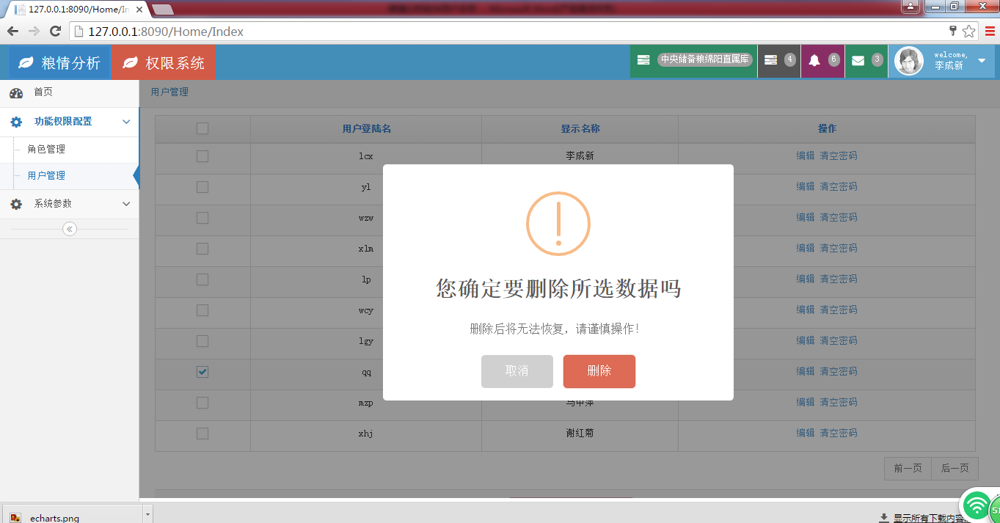 127.0.0.1:8090/Home/In
127.0.0.1:8090/Home/Index
粮情分析
权限系统
中央储备粮绵阳直属库
4
6
3
welcome,
李成新
首页
功能权限配置
角色管理
用户管理
系统参数
用户管理
用户登陆名 显示名称 操作
lcx 李成新 编辑 清空密码
yl 编辑 清空密码
wzw 编辑 清空密码
xlm 编辑 清空密码
lp 编辑 清空密码
wcy 编辑 清空密码
lgy 编辑 清空密码
qq 编辑 清空密码
mzp 编辑 清空密码
xhj 谢红菊 编辑 清空密码
您确定要删除所选数据吗
删除后将无法恢复，请谨慎操作！
取消 删除
前一页 后一页
echarts.png
显示所有下载内容